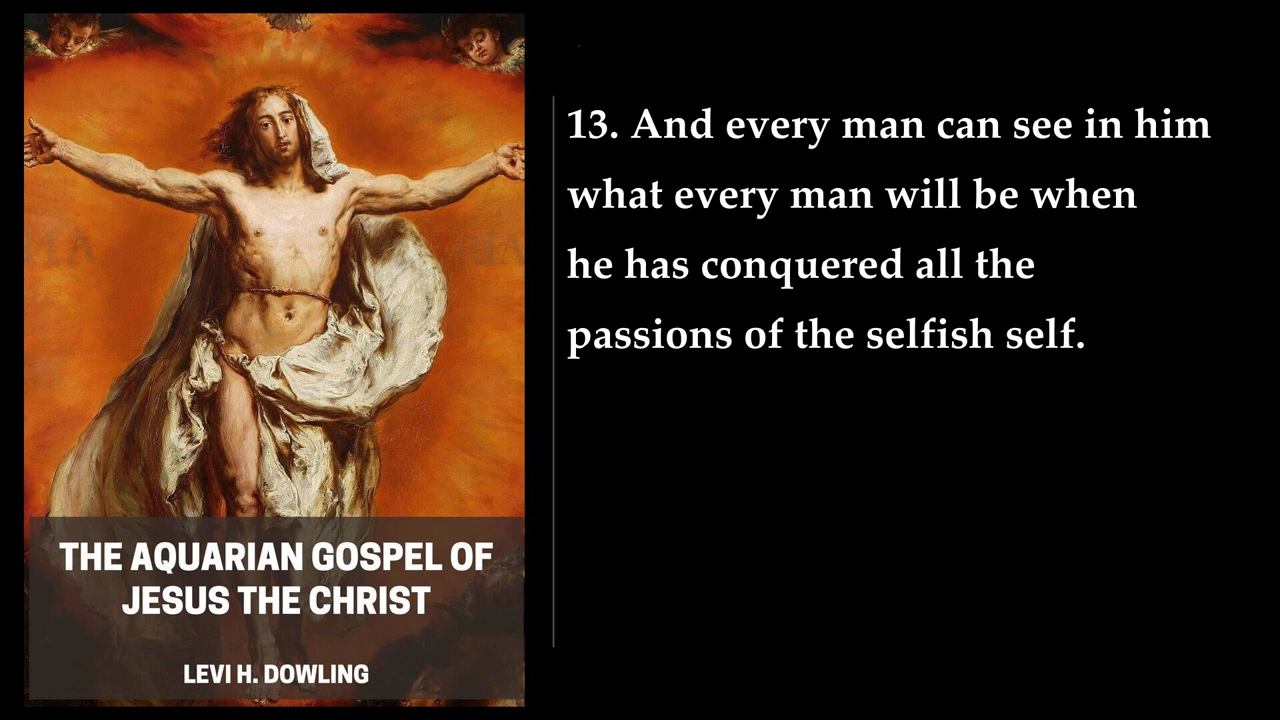 THE AQUARIAN GOSPEL OF
JESUS THE CHRIST
LEVI H. DOWLING
13. And every man can see in him
what every man will be when
he has conquered all the
passions of the selfish self.